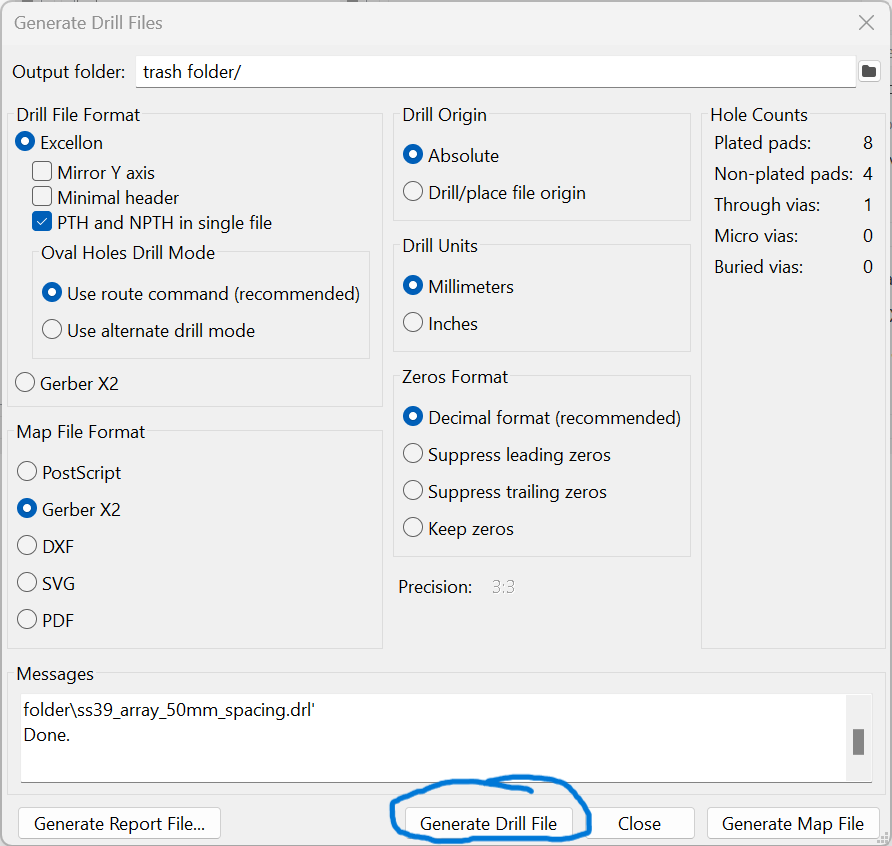 Generate Drill Files
Output folder: trash folder/
Drill File Format
Excellon
Mirror Y axis
Minimal header
PTH and NPTH in single file
Oval Holes Drill Mode
Use route command (recommended)
Use alternate drill mode
Gerber X2
Map File Format
PostScript
Gerber X2
DXF
SVG
PDF
Drill Origin
Absolute
Drill/place file origin
Drill Units
Millimeters
Inches
Zeros Format
Decimal format (recommended)
Suppress leading zeros
Suppress trailing zeros
Keep zeros
Precision: 3:3
Hole Counts
Plated pads: 8
Non-plated pads: 4
Through vias: 1
Micro vias: 0
Buried vias: 0
Messages
folder\ss39_array_50mm_spacing.drl'
Done.
Generate Report File... Generate Drill File Close Generate Map File